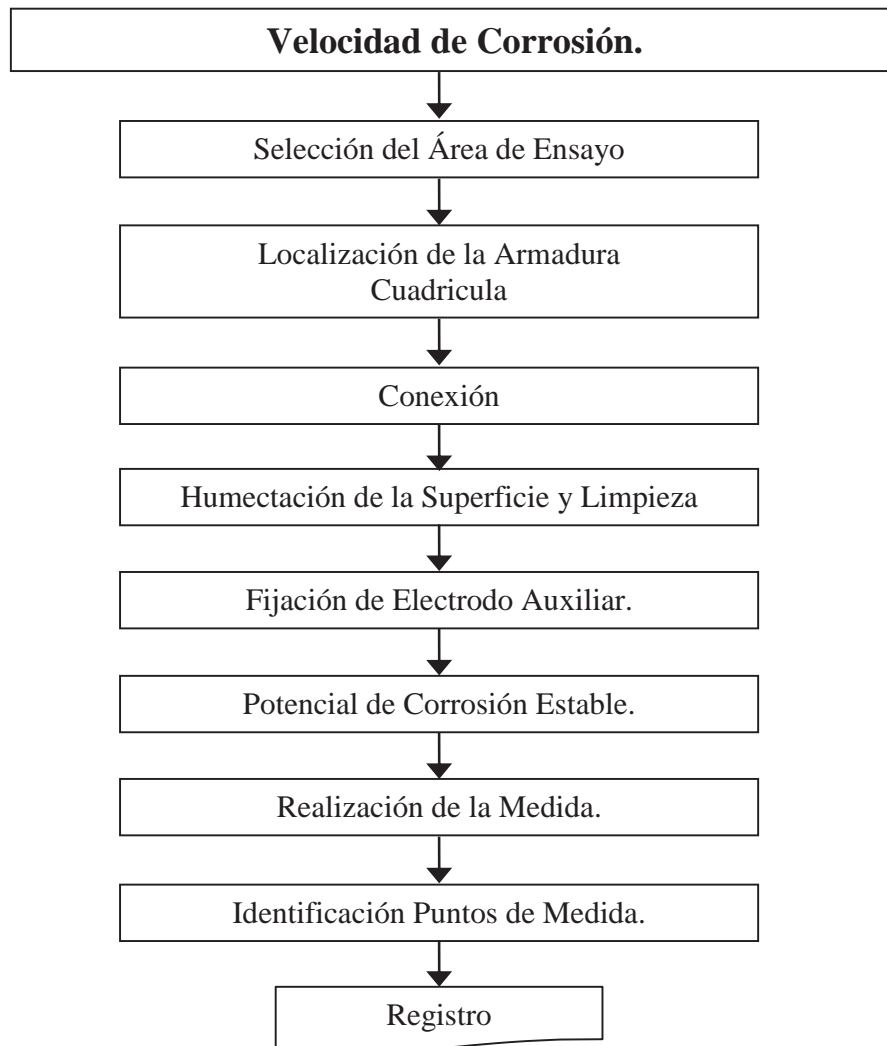 Velocidad de Corrosión.
Selección del Área de Ensayo
Localización de la Armadura
Cuadricula
Conexión
Humectación de la Superficie y Limpieza
Fijación de Electrodo Auxiliar.
Potencial de Corrosión Estable.
Realización de la Medida.
Identificación Puntos de Medida.
Registro